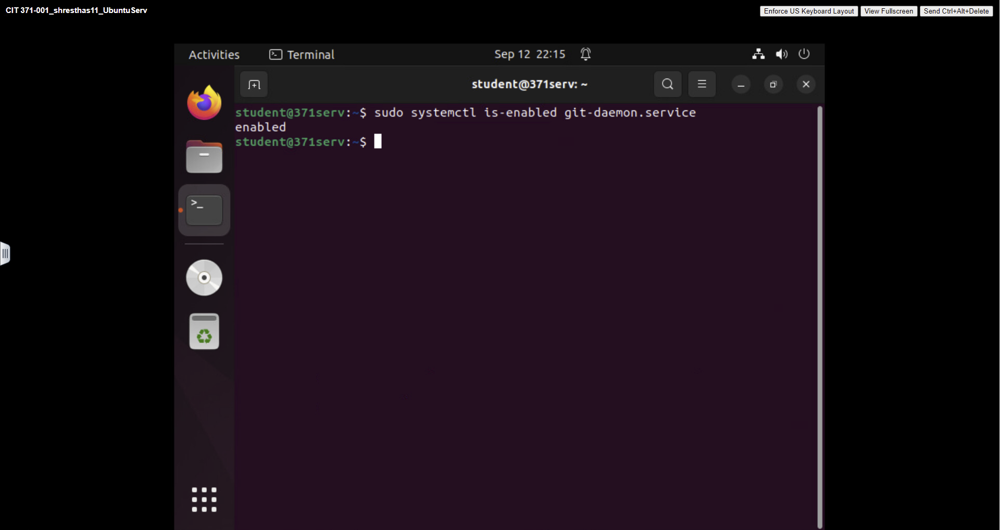 CIT 371-001_shresthas11_UbuntuServ
Enforce US Keyboard Layout View Fullscreen Send Ctrl+Alt+Delete
Activities Terminal Sep 12 22:15
student@371serv: ~
student@371serv:~$ sudo systemctl is-enabled git-daemon.service
enabled
student@371serv:~$